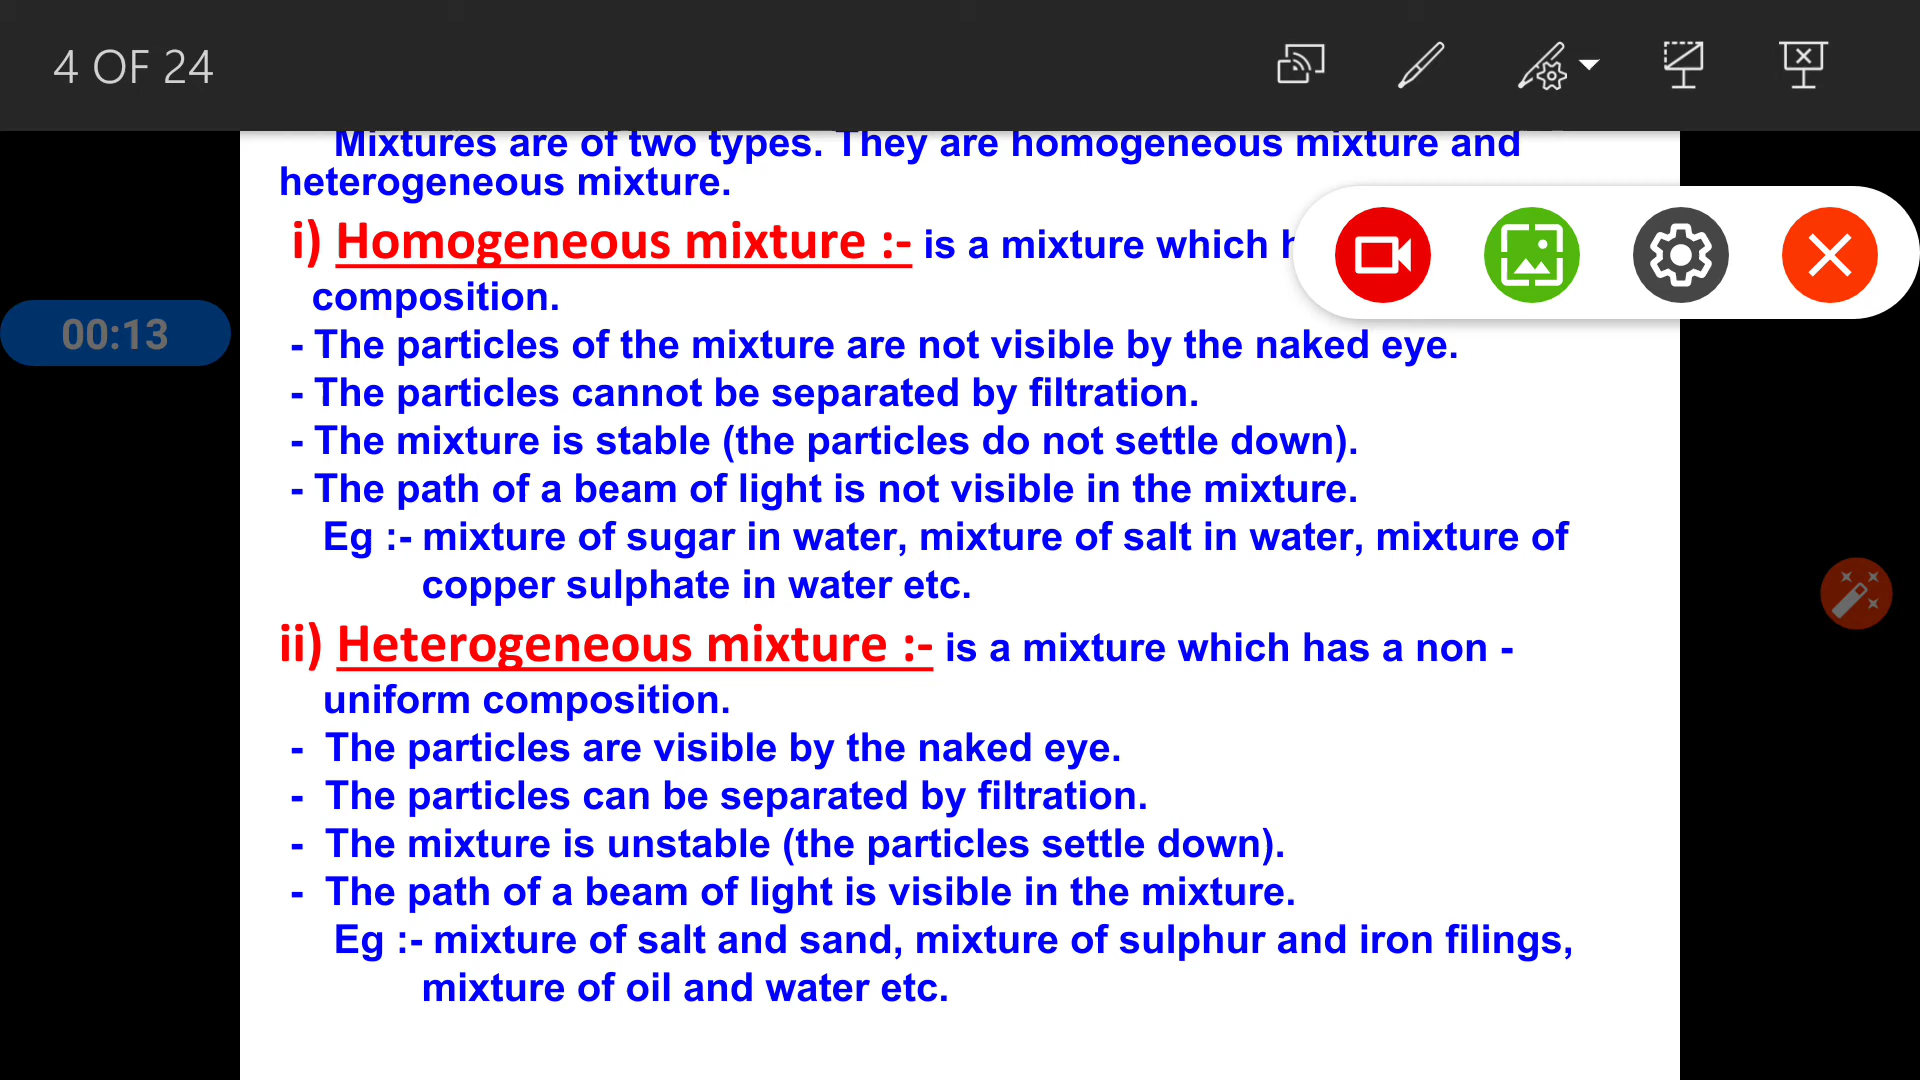 4 OF 24
Mixtures are of two types. They are homogeneous mixture and
heterogeneous mixture.
i) Homogeneous mixture :- is a mixture which
composition.
00:13
- The particles of the mixture are not visible by the naked eye.
- The particles cannot be separated by filtration.
- The mixture is stable (the particles do not settle down).
- The path of a beam of light is not visible in the mixture.
Eg :- mixture of sugar in water, mixture of salt in water, mixture of
copper sulphate in water etc.
ii) Heterogeneous mixture :- is a mixture which has a non -
uniform composition.
- The particles are visible by the naked eye.
- The particles can be separated by filtration.
- The mixture is unstable (the particles settle down).
- The path of a beam of light is visible in the mixture.
Eg :- mixture of salt and sand, mixture of sulphur and iron filings,
mixture of oil and water etc.